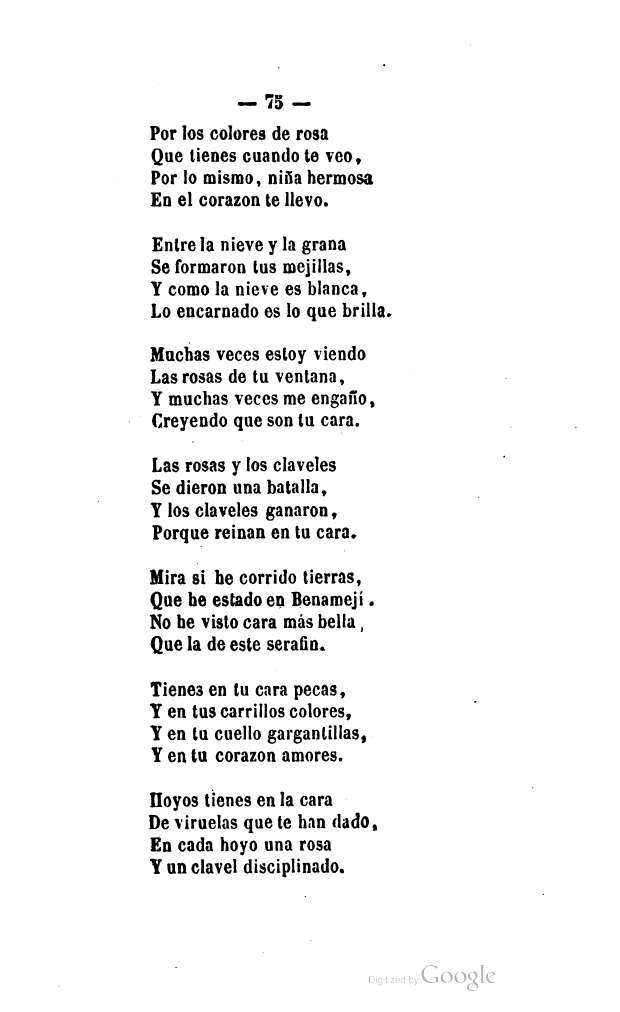 — 75 —
Por los colores de rosa
Que tienes cuando te veo,
Por lo mismo, niña hermosa
En el corazon te llevo.
Entre la nieve y la grana
Se formaron tus mejillas,
Y como la nieve es blanca,
Lo encarnado es lo que brilla.
Muchas veces estoy viendo
Las rosas de tu ventana,
Y muchas veces me engaño,
Creyendo que son tu cara.
Las rosas y los claveles
Se dieron una batalla,
Y los claveles ganaron,
Porque reinan en tu cara.
Mira si he corrido tierras,
Que he estado en Benamejí.
No he visto cara más bella,
Que la de este serafin.
Tienes en tu cara pecas,
Y en tus carrillos colores,
Y en tu cuello gargantillas,
Y en tu corazon amores.
Hoyos tienes en la cara
De viruelas que te han dado,
En cada hoyo una rosa
Y un clavel disciplinado.
Digitized by Google